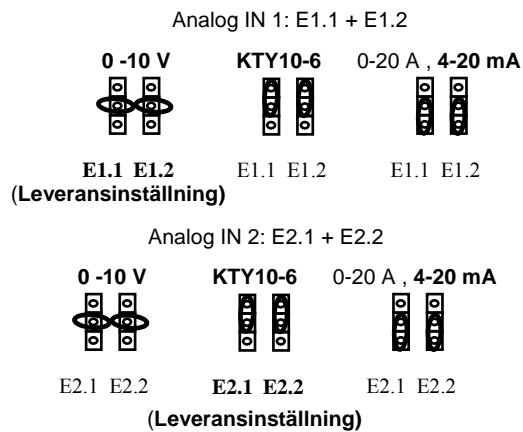 Analog IN 1: E1.1 + E1.2
0 -10 V KTY10-6 0-20 A , 4-20 mA
E1.1 E1.2 E1.1 E1.2 E1.1 E1.2
(Leveransinställning)
Analog IN 2: E2.1 + E2.2
0 -10 V KTY10-6 0-20 A , 4-20 mA
E2.1 E2.2 E2.1 E2.2 E2.1 E2.2
(Leveransinställning)